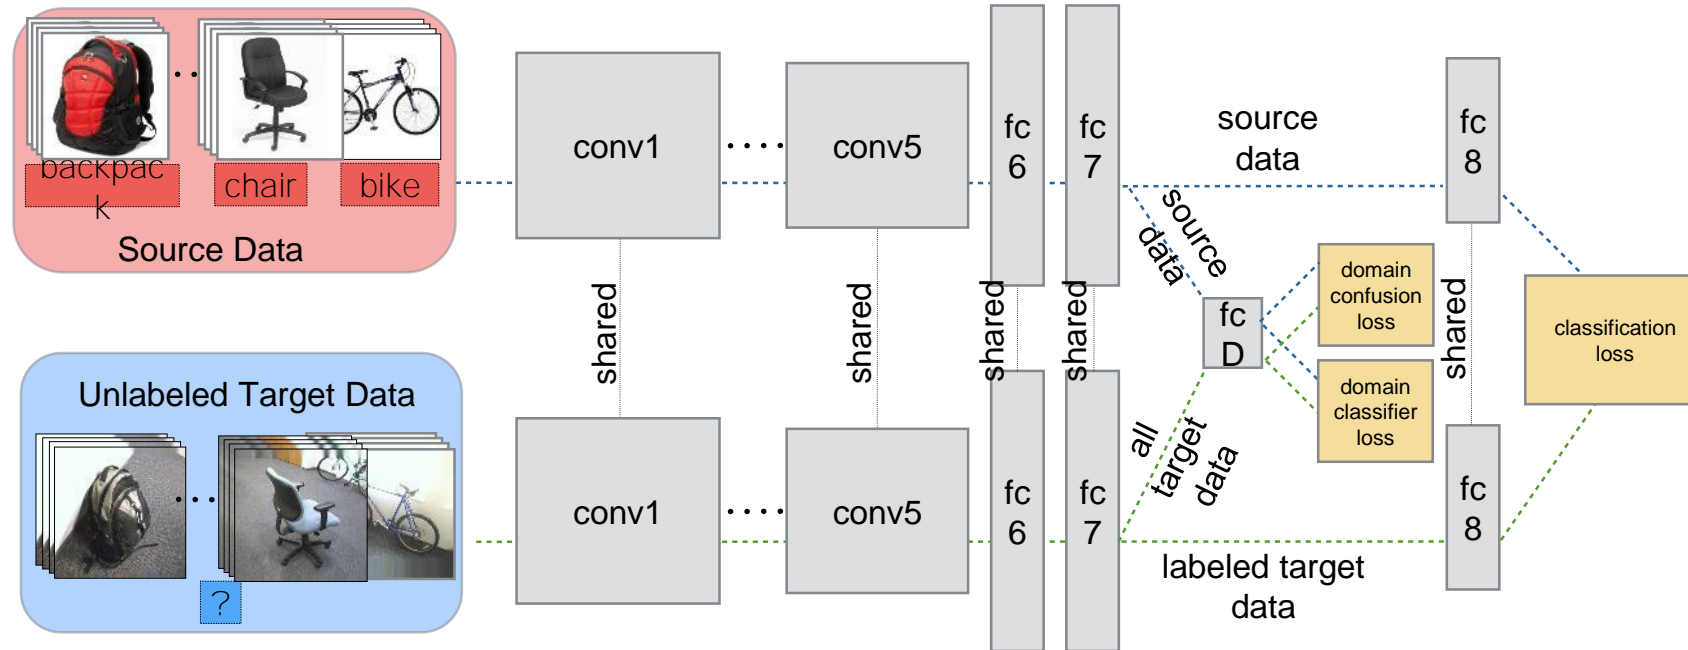 backpac
k
chair
bike
Source Data
conv1
conv5
fc
6
fc
7
source
data
fc
8
source
data
shared
shared
shared
shared
fc
D
domain
confusion
loss
domain
classifier
loss
shared
classification
loss
Unlabeled Target Data
?
conv1
conv5
fc
6
fc
7
all
target
data
labeled target
data
fc
8